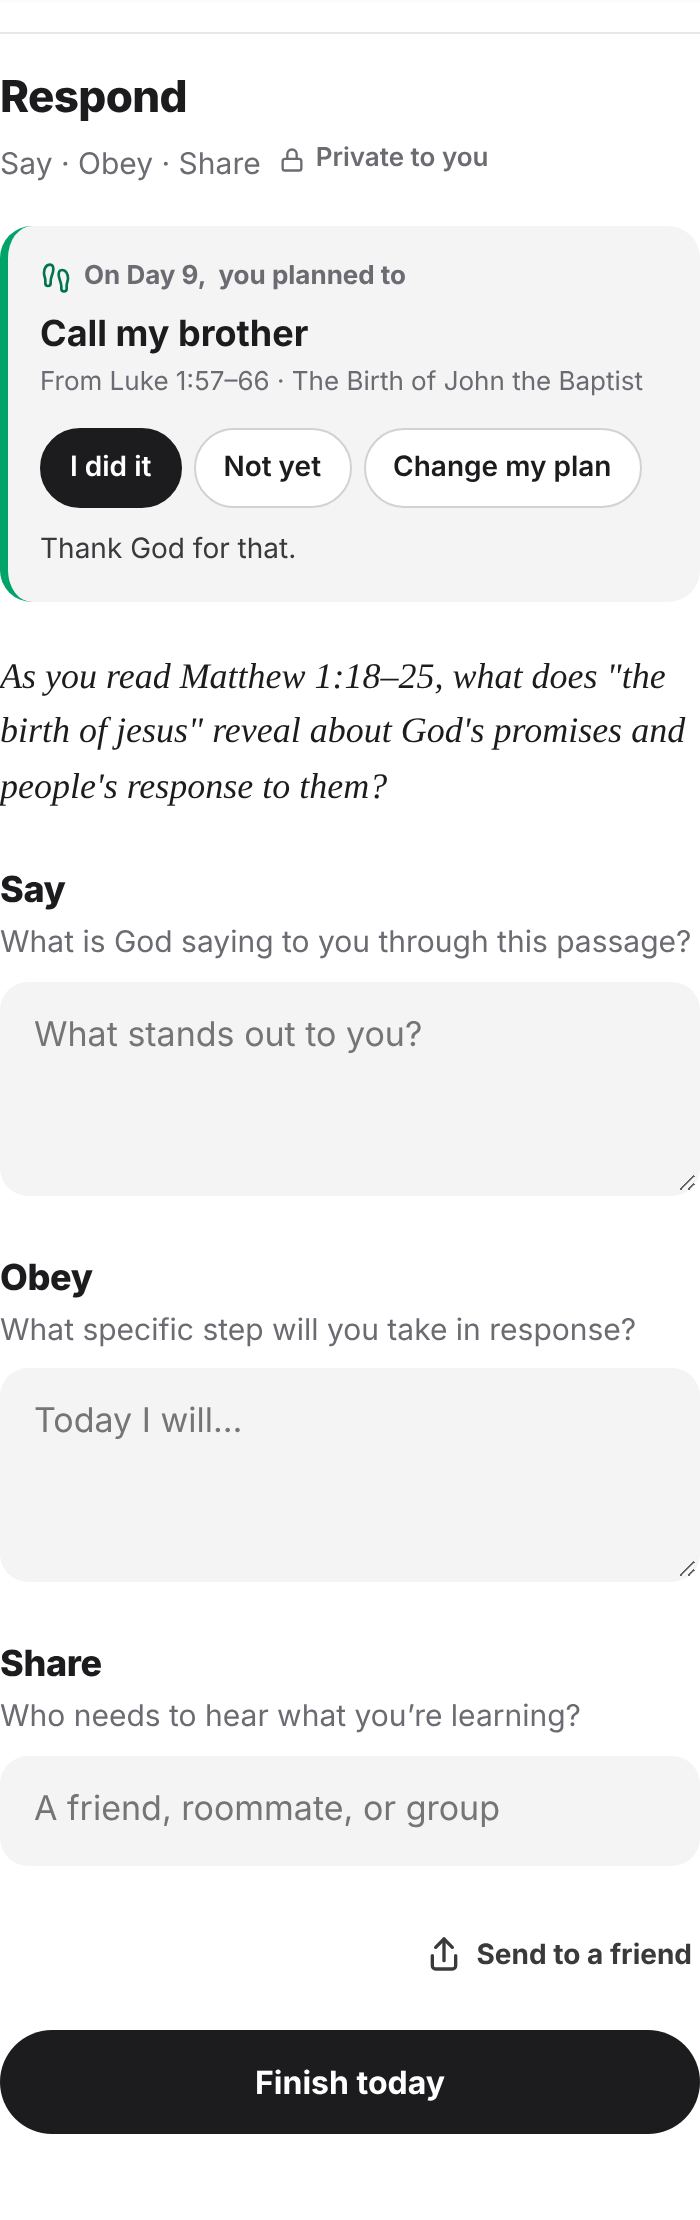 Respond
Say · Obey · Share Private to you
On Day 9, you planned to
Call my brother
From Luke 1:57–66 · The Birth of John the Baptist
I did it Not yet Change my plan
Thank God for that.
As you read Matthew 1:18–25, what does "the
birth of jesus" reveal about God's promises and
people's response to them?
Say
What is God saying to you through this passage?
What stands out to you?
Obey
What specific step will you take in response?
Today I will...
Share
Who needs to hear what you’re learning?
A friend, roommate, or group
Send to a friend
Finish today